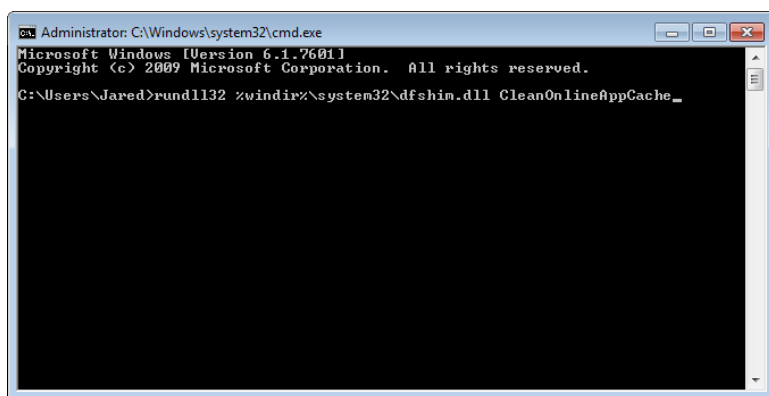 Administrator: C:\Windows\system32\cmd.exe
Microsoft Windows [Version 6.1.7601]
Copyright (c) 2009 Microsoft Corporation.  All rights reserved.
C:\Users\Jared>rundll32 %windir%\system32\dfshim.dll CleanOnlineAppCache_